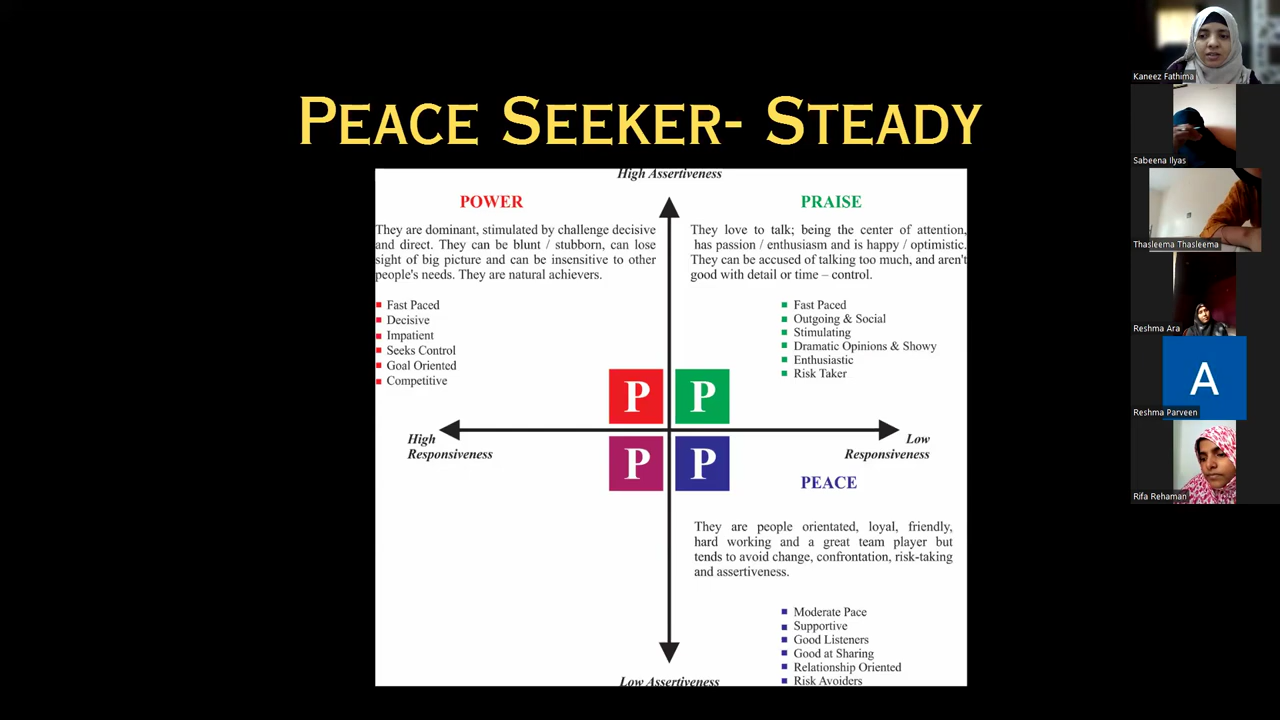 PEACE SEEKER- STEADY
High Assertiveness
POWER
They are dominant, stimulated by challenge decisive
and direct. They can be blunt / stubborn, can lose
sight of big picture and can be insensitive to other
people's needs. They are natural achievers.
Fast Paced
Decisive
Impatient
Seeks Control
Goal Oriented
Competitive
PRAISE
They love to talk; being the center of attention,
has passion / enthusiasm and is happy / optimistic.
They can be accused of talking too much, and aren't
good with detail or time – control.
Fast Paced
Outgoing & Social
Stimulating
Dramatic Opinions & Showy
Enthusiastic
Risk Taker
P P
High
Responsiveness
Low
Responsiveness
P P
PEACE
They are people orientated, loyal, friendly,
hard working and a great team player but
tends to avoid change, confrontation, risk-taking
and assertiveness.
Moderate Pace
Supportive
Good Listeners
Good at Sharing
Relationship Oriented
Risk Avoiders
Low Assertiveness
Kaneez Fathima
Sabeena Ilyas
Thasleema Thasleema
Reshma Ara
A
Reshma Parveen
Rifa Rehaman